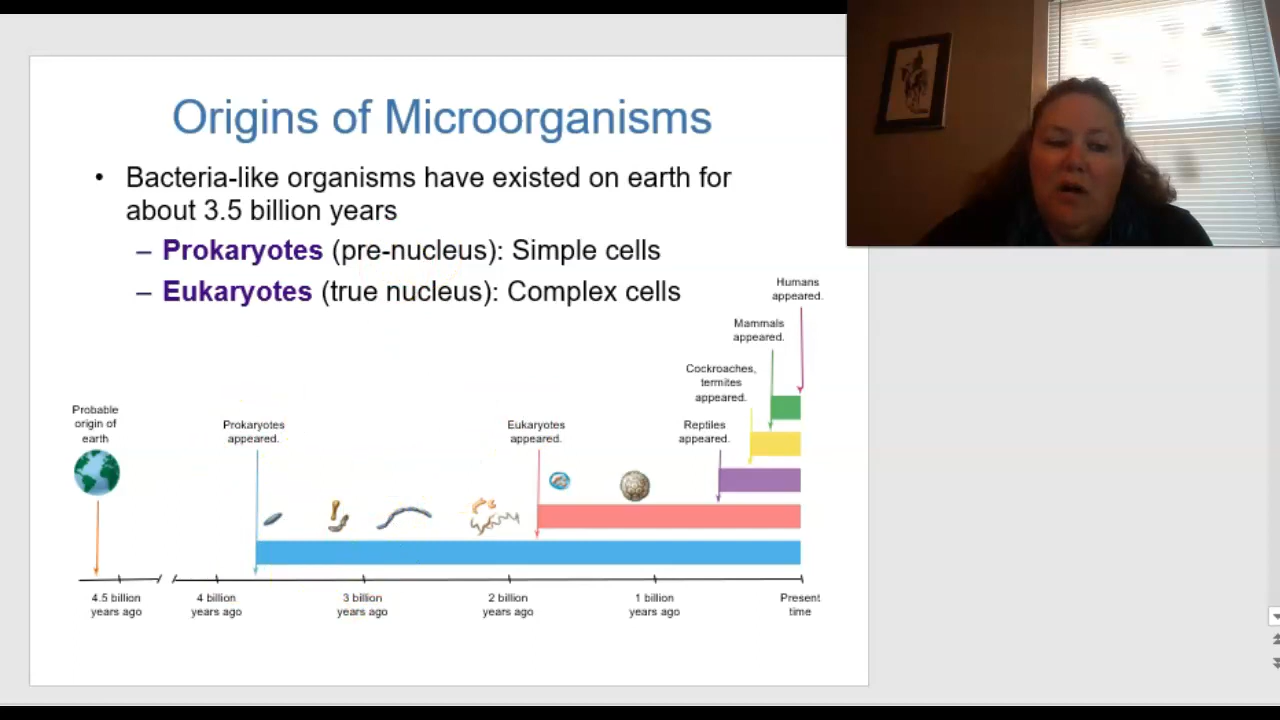 Origins of Microorganisms
• Bacteria-like organisms have existed on earth for
about 3.5 billion years
– Prokaryotes (pre-nucleus): Simple cells
– Eukaryotes (true nucleus): Complex cells
Humans
appeared.
Mammals
appeared.
Cockroaches,
termites
appeared.
Probable
origin of
earth
Prokaryotes
appeared.
Eukaryotes
appeared.
Reptiles
appeared.
4.5 billion
years ago
4 billion
years ago
3 billion
years ago
2 billion
years ago
1 billion
years ago
Present
time